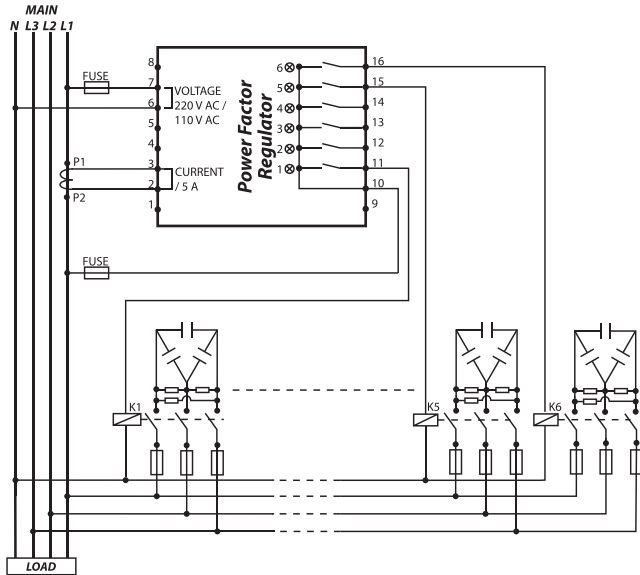 MAIN
N L3 L2 L1
FUSE
8
7
6
5
4
3
2
1
VOLTAGE
220 V AC /
110 V AC
CURRENT
/ 5 A
Power Factor
Regulator
6
5
4
3
2
1
16
15
14
13
12
11
10
9
P1
P2
FUSE
K1
K5
K6
LOAD